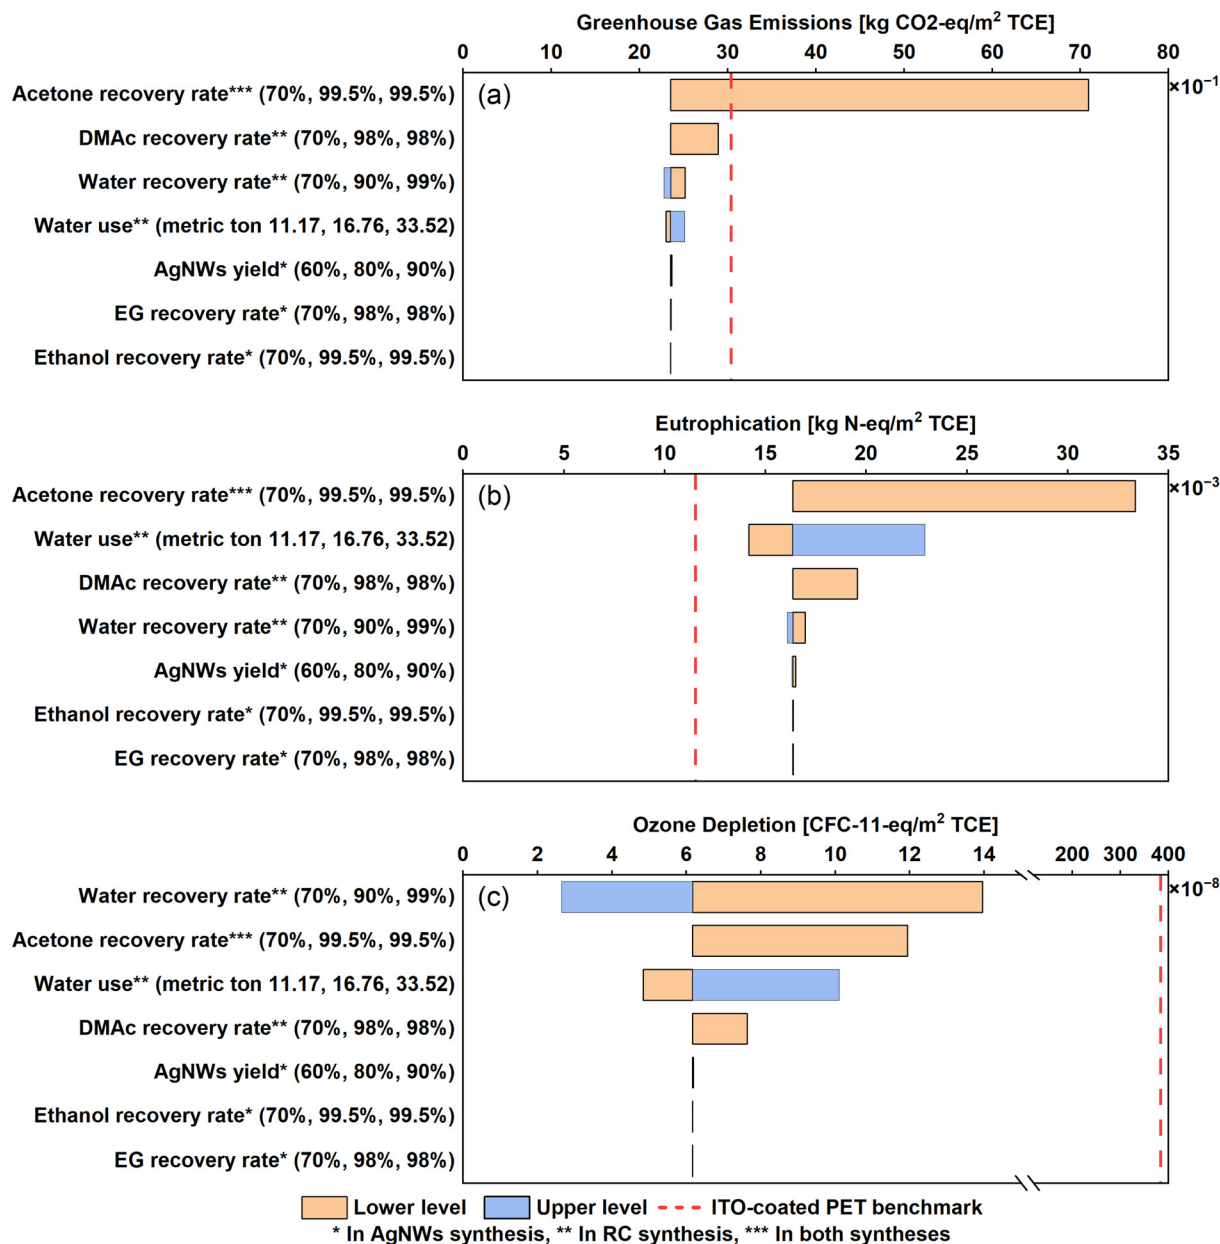 Greenhouse Gas Emissions [kg CO2-eq/m² TCE]
0 10 20 30 40 50 60 70 80
×10⁻¹
(a)
Acetone recovery rate*** (70%, 99.5%, 99.5%)
DMAc recovery rate** (70%, 98%, 98%)
Water recovery rate** (70%, 90%, 99%)
Water use** (metric ton 11.17, 16.76, 33.52)
AgNWs yield* (60%, 80%, 90%)
EG recovery rate* (70%, 98%, 98%)
Ethanol recovery rate* (70%, 99.5%, 99.5%)
Eutrophication [kg N-eq/m² TCE]
0 5 10 15 20 25 30 35
×10⁻³
(b)
Acetone recovery rate*** (70%, 99.5%, 99.5%)
Water use** (metric ton 11.17, 16.76, 33.52)
DMAc recovery rate** (70%, 98%, 98%)
Water recovery rate** (70%, 90%, 99%)
AgNWs yield* (60%, 80%, 90%)
Ethanol recovery rate* (70%, 99.5%, 99.5%)
EG recovery rate* (70%, 98%, 98%)
Ozone Depletion [CFC-11-eq/m² TCE]
0 2 4 6 8 10 12 14 200 300 400
×10⁻⁸
(c)
Water recovery rate** (70%, 90%, 99%)
Acetone recovery rate*** (70%, 99.5%, 99.5%)
Water use** (metric ton 11.17, 16.76, 33.52)
DMAc recovery rate** (70%, 98%, 98%)
AgNWs yield* (60%, 80%, 90%)
Ethanol recovery rate* (70%, 99.5%, 99.5%)
EG recovery rate* (70%, 98%, 98%)
Lower level Upper level ITO-coated PET benchmark
* In AgNWs synthesis, ** In RC synthesis, *** In both syntheses